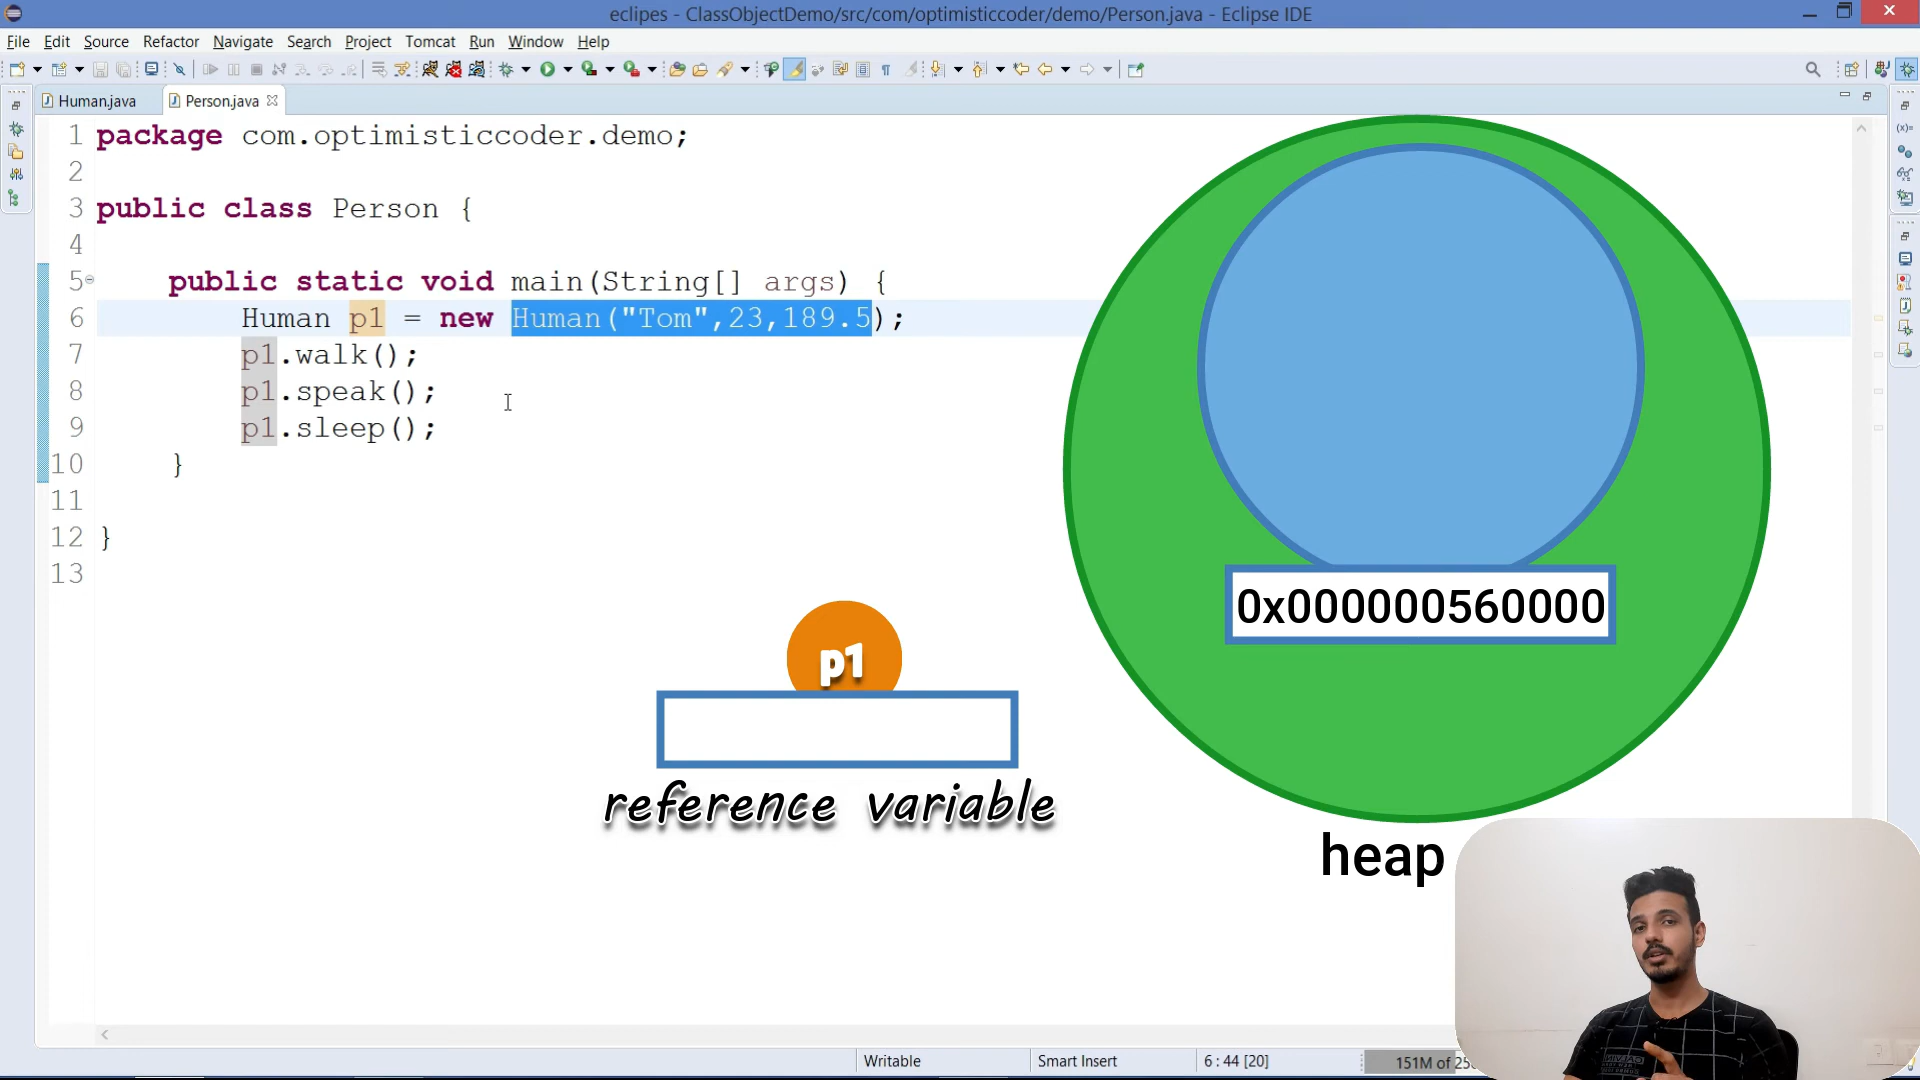 eclipes - ClassObjectDemo/src/com/optimisticcoder/demo/Person.java - Eclipse IDE
File Edit Source Refactor Navigate Search Project Tomcat Run Window Help
Human.java Person.java
1 package com.optimisticcoder.demo;
2
3 public class Person {
4
5 public static void main(String[] args) {
6 Human p1 = new Human("Tom",23,189.5);
7 p1.walk();
8 p1.speak();
9 p1.sleep();
10 }
11
12 }
13
0x000000560000
p1
reference variable
heap
Writable Smart Insert 6 : 44 [20] 151M of